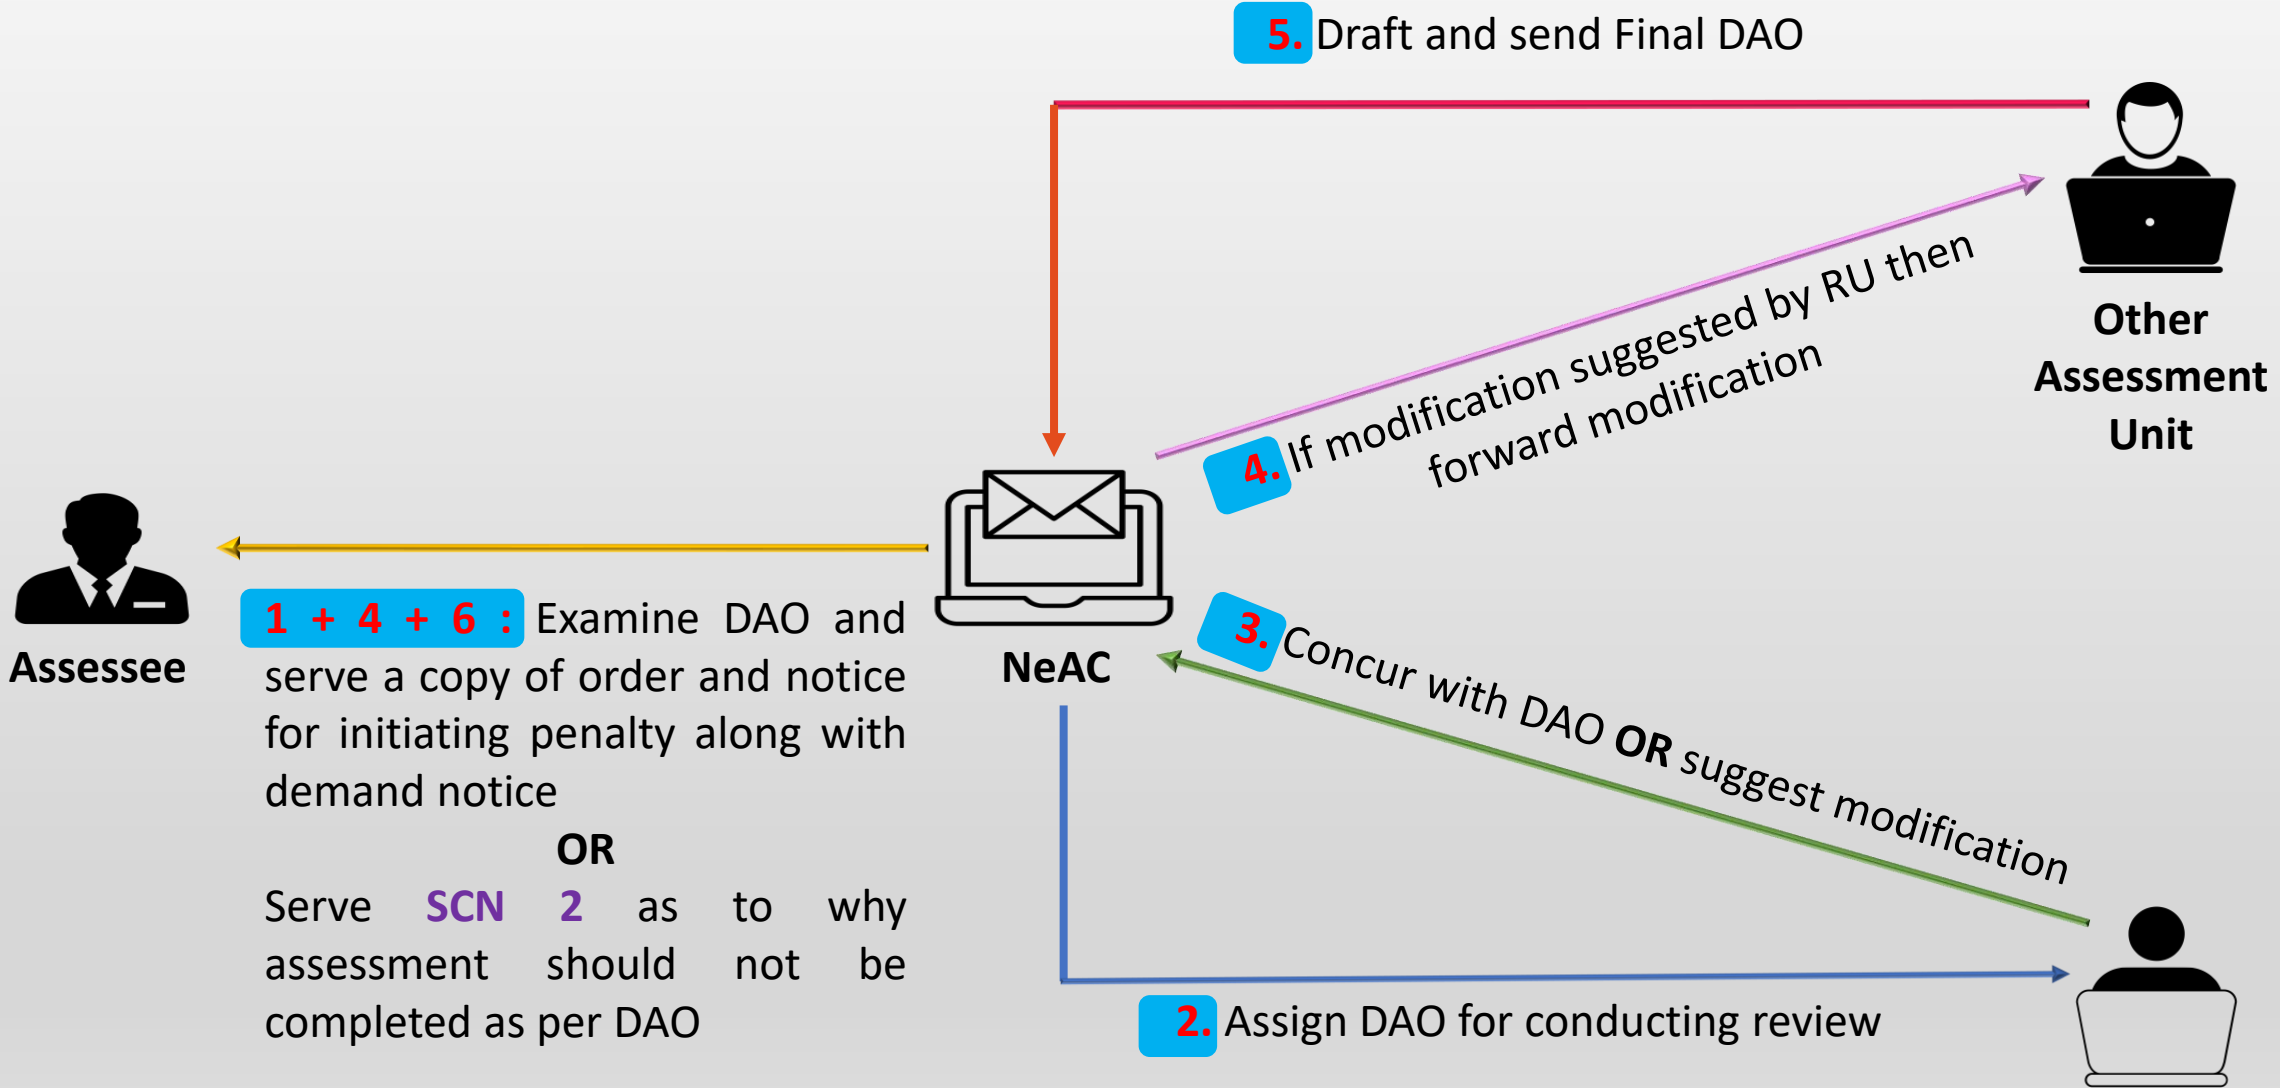 5. Draft and send Final DAO
Other
Assessment
Unit
4. If modification suggested by RU then
forward modification
Assessee
NeAC
1 + 4 + 6 : Examine DAO and
serve a copy of order and notice
for initiating penalty along with
demand notice
OR
Serve SCN 2 as to why
assessment should not be
completed as per DAO
3. Concur with DAO OR suggest modification
2. Assign DAO for conducting review